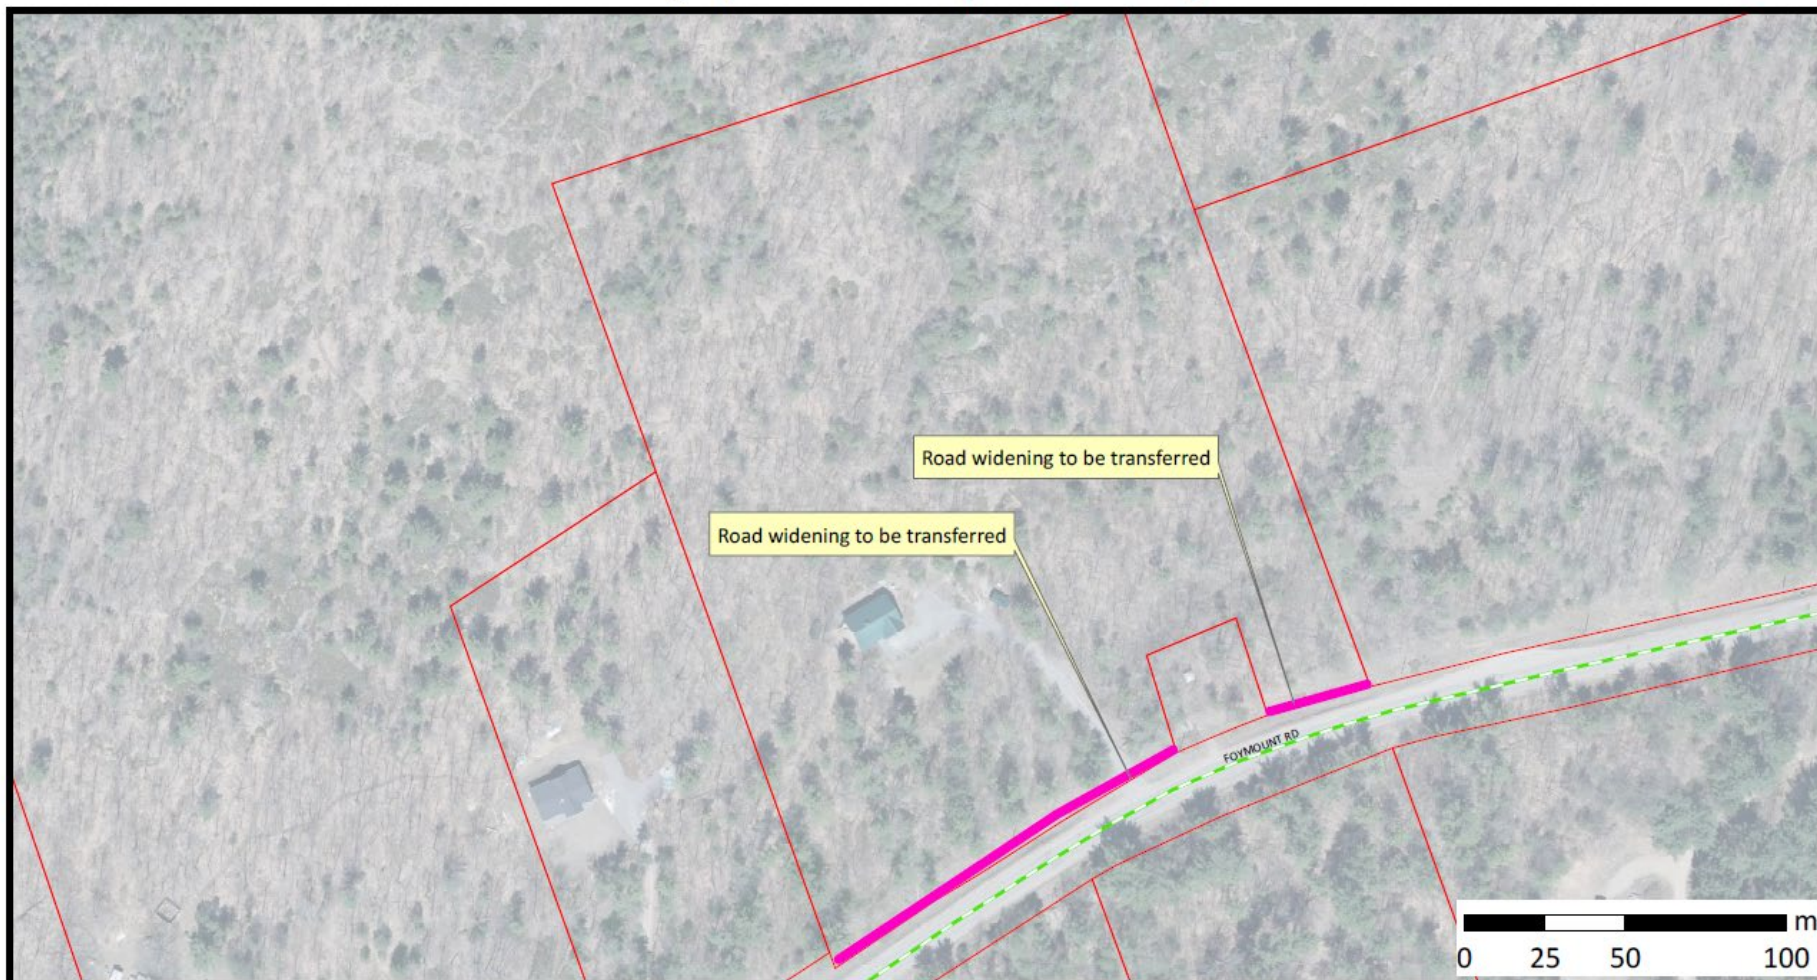 Road widening to be transferred
Road widening to be transferred
FOYMOUNT RD
m
0 25 50 100